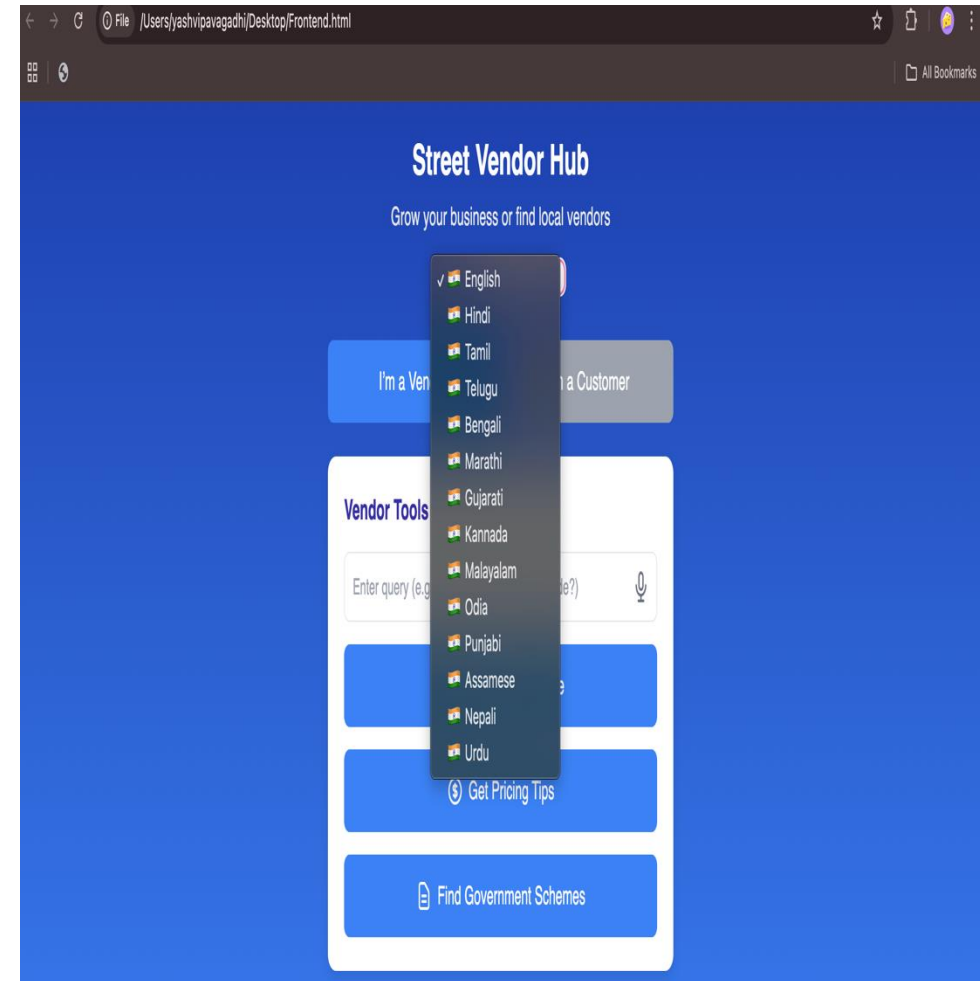 File /Users/yashvipavagadhi/Desktop/Frontend.html
All Bookmarks
Street Vendor Hub
Grow your business or find local vendors
✓ English
Hindi
Tamil
Telugu
Bengali
Marathi
Gujarati
Kannada
Malayalam
Odia
Punjabi
Assamese
Nepali
Urdu
I'm a
a Customer
Vendor Tools
Enter query (e.g
Get Pricing Tips
Find Government Schemes